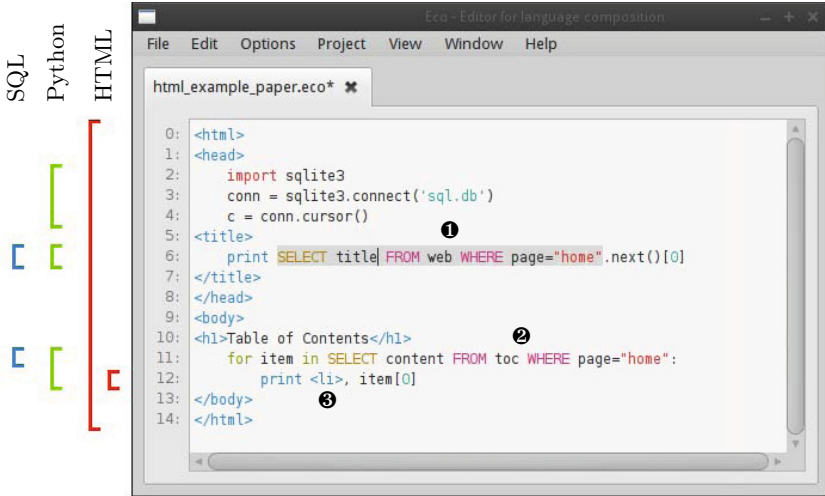 SQL
Python
HTML
Eco - Editor for language composition
File Edit Options Project View Window Help
html_example_paper.eco* ✖
0: <html>
1: <head>
2: import sqlite3
3: conn = sqlite3.connect('sql.db')
4: c = conn.cursor()
❶
5: <title>
6: print SELECT title FROM web WHERE page="home".next()[0]
7: </title>
8: </head>
9: <body>
10: <h1>Table of Contents</h1>
❷
11: for item in SELECT content FROM toc WHERE page="home":
12: print <li>, item[0]
13: </body>
❸
14: </html>